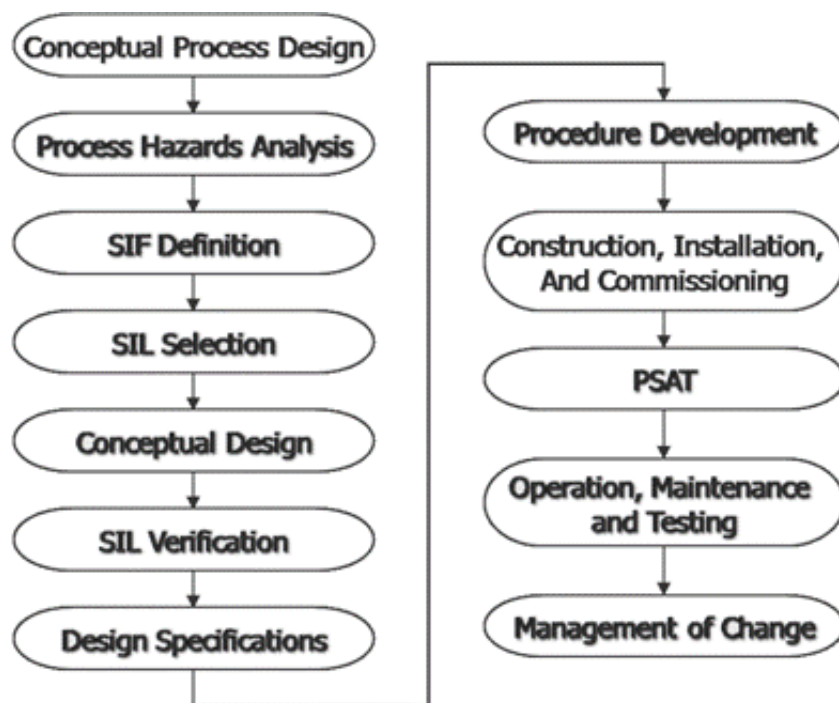 Conceptual Process Design
Process Hazards Analysis
SIF Definition
SIL Selection
Conceptual Design
SIL Verification
Design Specifications
Procedure Development
Construction, Installation,
And Commissioning
PSAT
Operation, Maintenance
and Testing
Management of Change